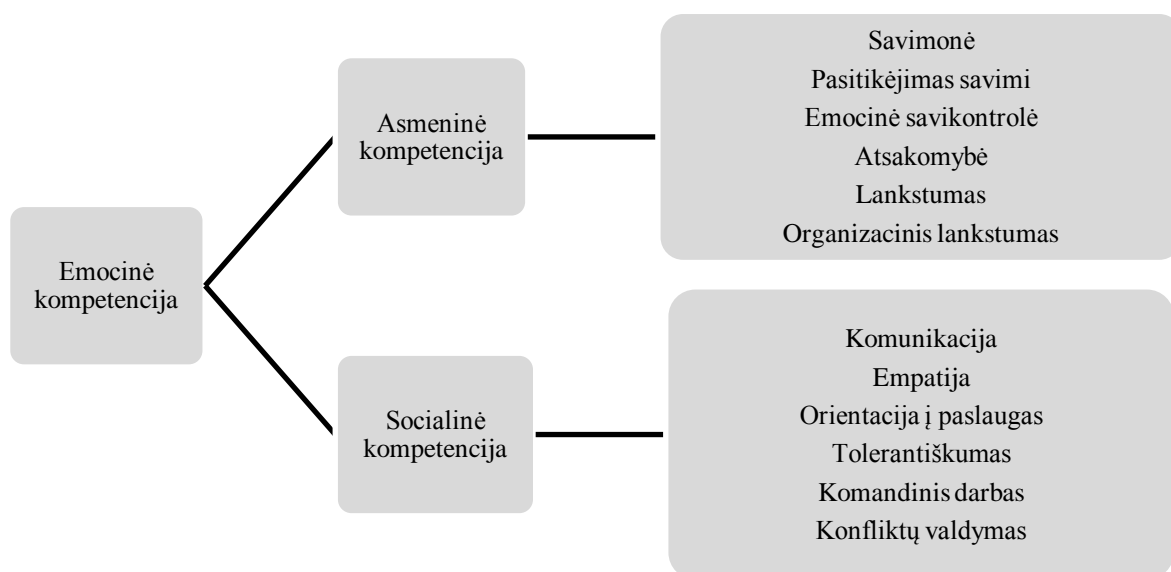 Emocinė
kompetencija
Asmeninė
kompetencija
Savimonė
Pasitikėjimas savimi
Emocinė savikontrolė
Atsakomybė
Lankstumas
Organizacinis lankstumas
Socialinė
kompetencija
Komunikacija
Empatija
Orientacija į paslaugas
Tolerantiškumas
Komandinis darbas
Konfliktų valdymas